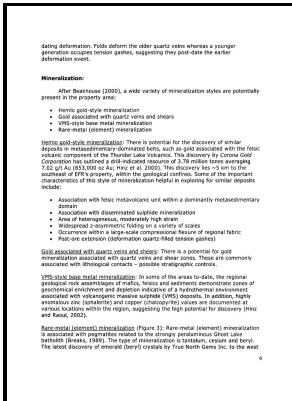 dating deformation. Folds deform the older quartz veins whereas a younger
generation occupies tension gashes, suggesting they post-date the earlier
deformation event.
Mineralization:
After Beakhouse (2000), a wide variety of mineralization styles are potentially
present in the property area:
• Hemlo gold-style mineralization
• Gold associated with quartz veins and shears
• VMS-style base metal mineralization
• Rare-metal (element) mineralization
Hemlo gold-style mineralization: There is potential for the discovery of similar
deposits in metasedimentary-dominated belts, such as gold associated with the felsic
volcanic component of the Thunder Lake Volcanics. This discovery by Corona Gold
Corporation has outlined a drill-indicated resource of 3.78 million tones averaging
7.02 g/t Au (853,000 oz Au; Hinz et al. 2000). This discovery lies ~5 km to the
southeast of EFR's property, within the geological confines. Some of the important
characteristics of this style of mineralization helpful in exploring for similar deposits
include:
• Association with felsic metavolcanic unit within a dominantly metasedimentary
domain
• Association with disseminated sulphide mineralization
• Area of heterogeneous, moderately high strain
• Widespread z-asymmetric folding on a variety of scales
• Occurrence within a large-scale compressional flexure of regional fabric
• Post-ore extension (deformation quartz-filled tension gashes)
Gold associated with quartz veins and shears: There is a potential for gold
mineralization associated with quartz veins and shear zones. These are commonly
associated with lithological contacts – possible stratigraphic controls.
VMS-style base metal mineralization: In some of the areas to-date, the regional
geological rock assemblages of mafics, felsics and sediments demonstrate zones of
geochemical enrichment and depletion indicative of a hydrothermal environment
associated with volcanogenic massive sulphide (VMS) deposits. In addition, highly
anomalous zinc (sphalerite) and copper (chalcopyrite) values are documented at
various locations within the region, suggesting the high potential for discovery (Hinz
and Raoul, 2002).
Rare-metal (element) mineralization (Figure 3): Rare-metal (element) mineralization
is associated with pegmatites related to the strongly peraluminous Ghost Lake
batholith (Breaks, 1989). The type of mineralization is tantalum, cesium and beryl.
The latest discovery of emerald (beryl) crystals by True North Gems Inc. to the west
6